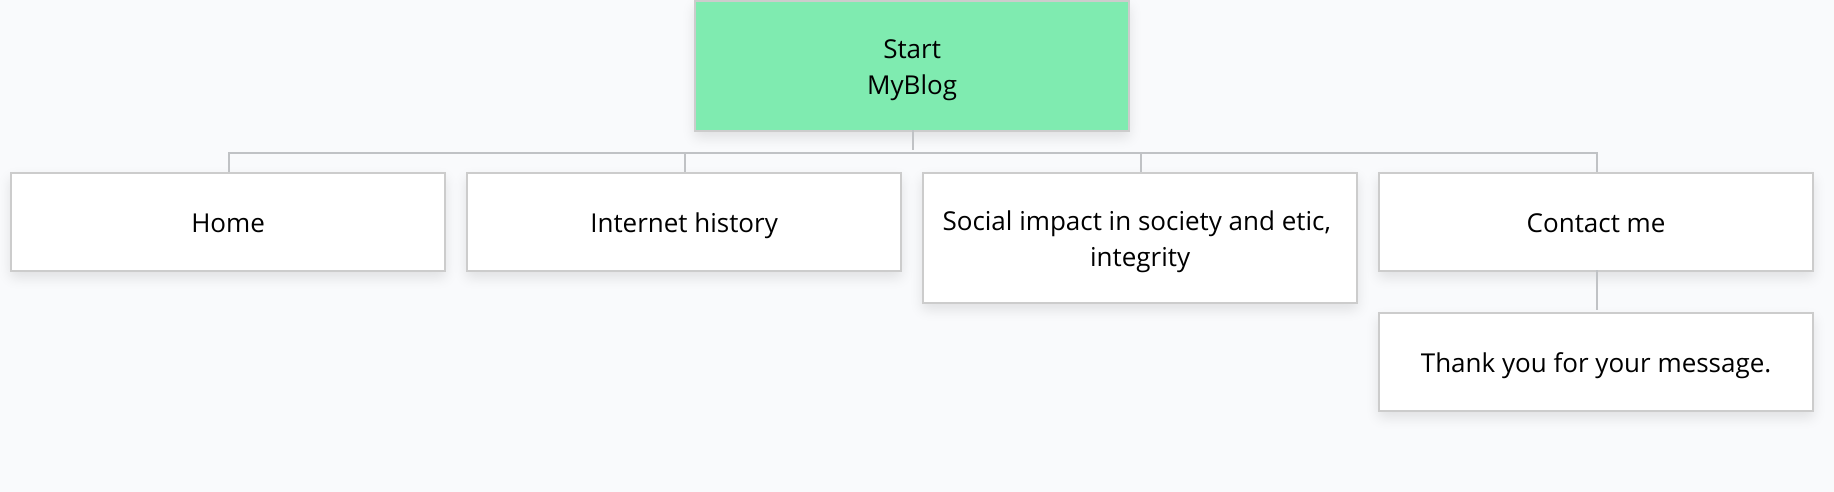 Start
MyBlog
Home
Internet history
Social impact in society and etic,
integrity
Contact me
Thank you for your message.